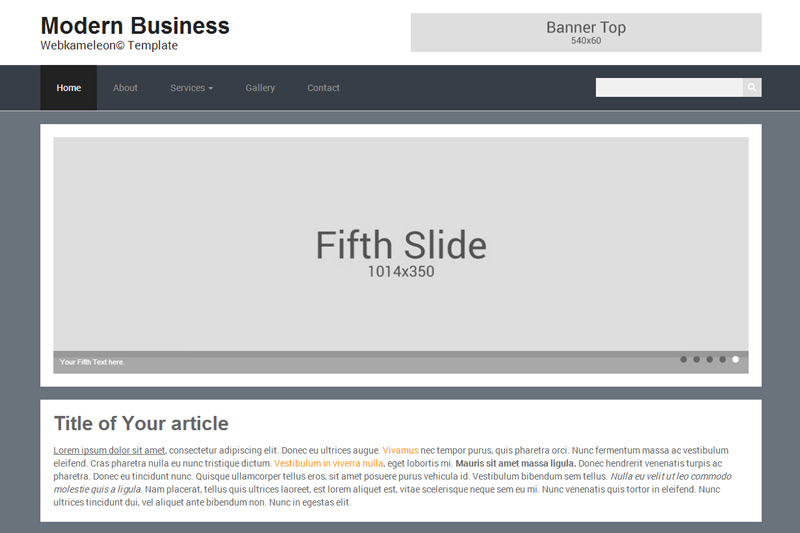 Modern Business
Webkameleon© Template
Banner Top
540x60
Home About Services Gallery Contact
Fifth Slide
1014x350
Your Fifth Text here.
Title of Your article
Lorem ipsum dolor sit amet, consectetur adipiscing elit. Donec eu ultrices augue. Vivamus nec tempor purus, quis pharetra orci. Nunc fermentum massa ac vestibulum
eleifend. Cras pharetra nulla eu nunc tristique dictum. Vestibulum in viverra nulla, eget lobortis mi. Mauris sit amet massa ligula. Donec hendrerit venenatis turpis ac
pharetra. Donec eu tincidunt nunc. Quisque ullamcorper tellus eros, sit amet posuere purus vehicula id. Vestibulum bibendum sem tellus. Nulla eu velit ut leo commodo
molestie quis a ligula. Nam placerat, tellus quis ultrices laoreet, est lorem aliquet est, vitae scelerisque neque sem eu mi. Nunc venenatis quis tortor in eleifend. Nunc
ultrices tincidunt dui, vel aliquet ante bibendum non. Nunc in egestas elit.